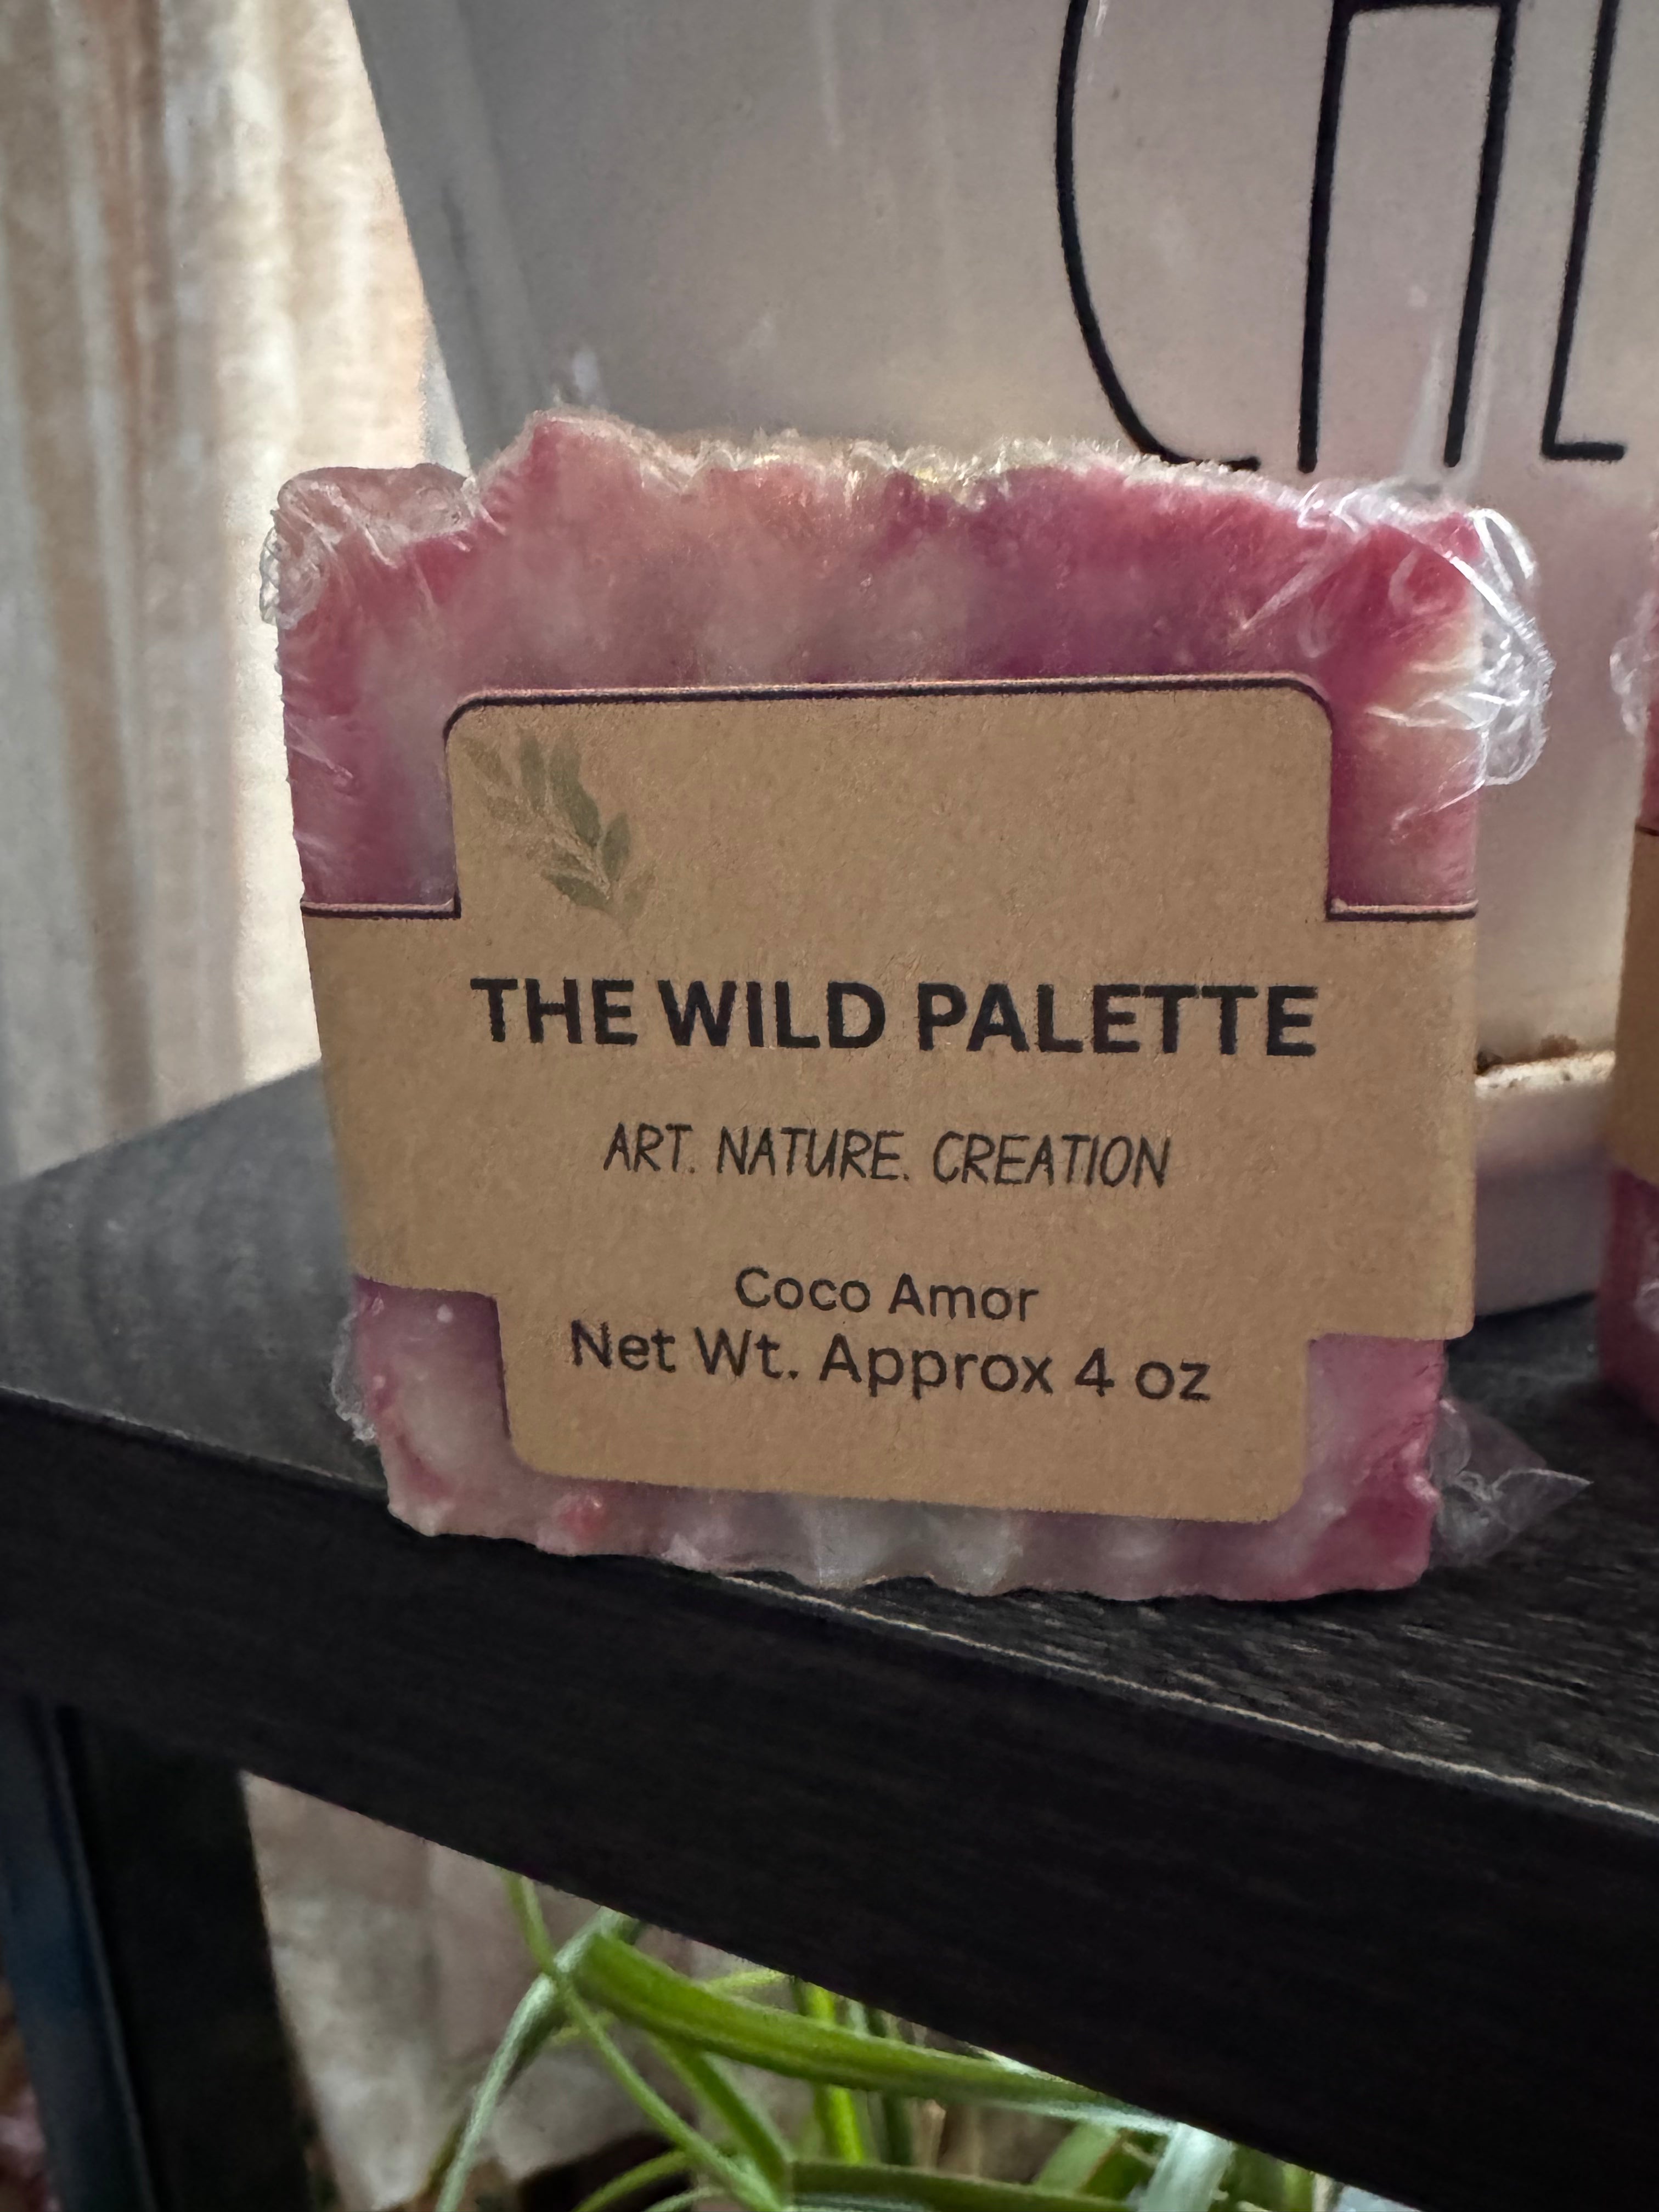 THE WILD PALETTE
ART. NATURE. CREATION
Coco Amor
Net Wt. Approx 4 oz